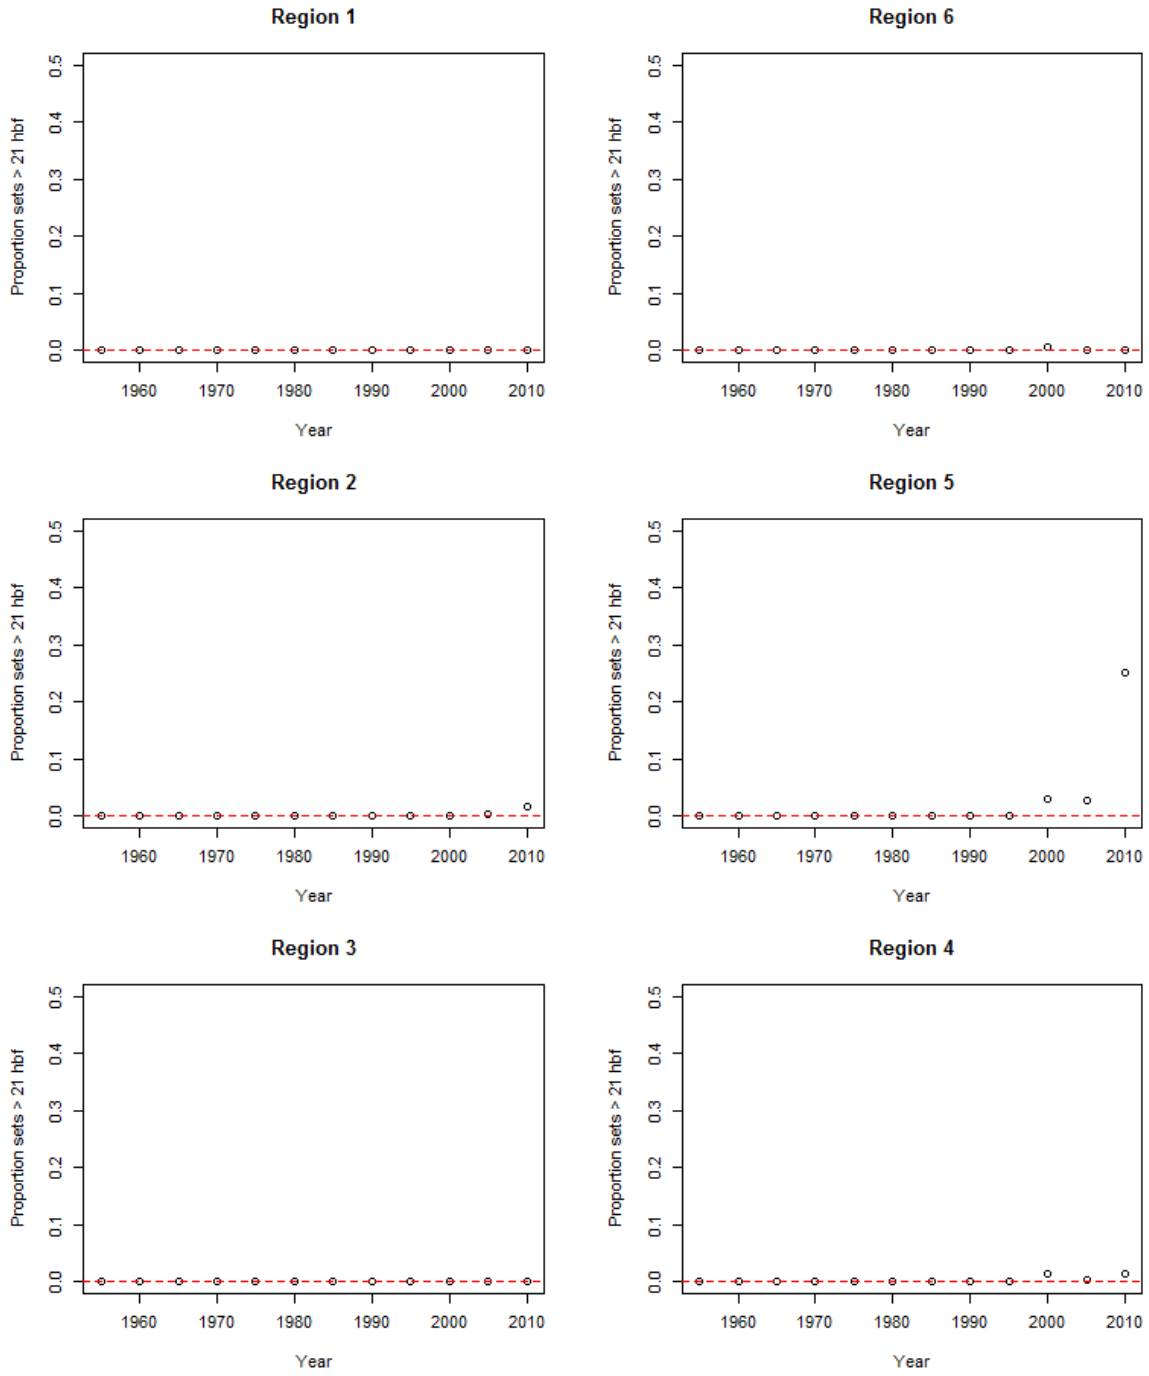 Region 1
Proportion sets > 21 hbf
0.0 0.1 0.2 0.3 0.4 0.5
1960 1970 1980 1990 2000 2010
Year
Region 6
Proportion sets > 21 hbf
0.0 0.1 0.2 0.3 0.4 0.5
1960 1970 1980 1990 2000 2010
Year
Region 2
Proportion sets > 21 hbf
0.0 0.1 0.2 0.3 0.4 0.5
1960 1970 1980 1990 2000 2010
Year
Region 5
Proportion sets > 21 hbf
0.0 0.1 0.2 0.3 0.4 0.5
1960 1970 1980 1990 2000 2010
Year
Region 3
Proportion sets > 21 hbf
0.0 0.1 0.2 0.3 0.4 0.5
1960 1970 1980 1990 2000 2010
Year
Region 4
Proportion sets > 21 hbf
0.0 0.1 0.2 0.3 0.4 0.5
1960 1970 1980 1990 2000 2010
Year